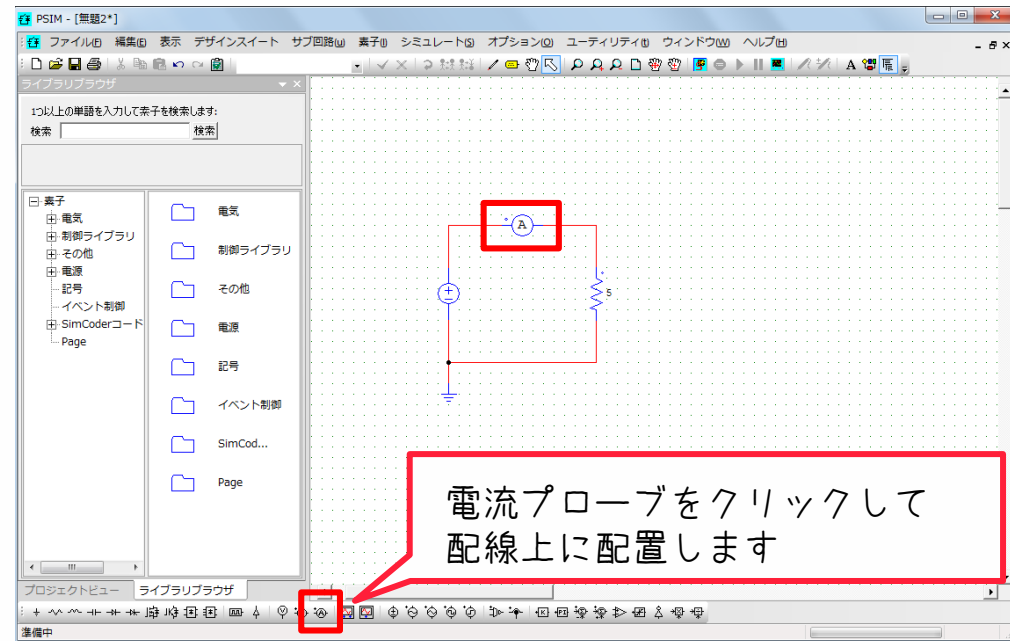 PSIM - [無題2*]
ファイル(F) 編集(E) 表示 デザインスイート サブ回路(U) 素子(I) シミュレート(S) オプション(O) ユーティリティ(t) ウィンドウ(W) ヘルプ(H)
ライブラリブラウザ
1つ以上の単語を入力して素子を検索します:
検索 検索
素子
電気
制御ライブラリ
その他
電源
記号
イベント制御
SimCoderコード
Page
電気
制御ライブラリ
その他
電源
記号
イベント制御
SimCod...
Page
A
5
電流プローブをクリックして
配線上に配置します
プロジェクトビュー ライブラリブラウザ
準備中